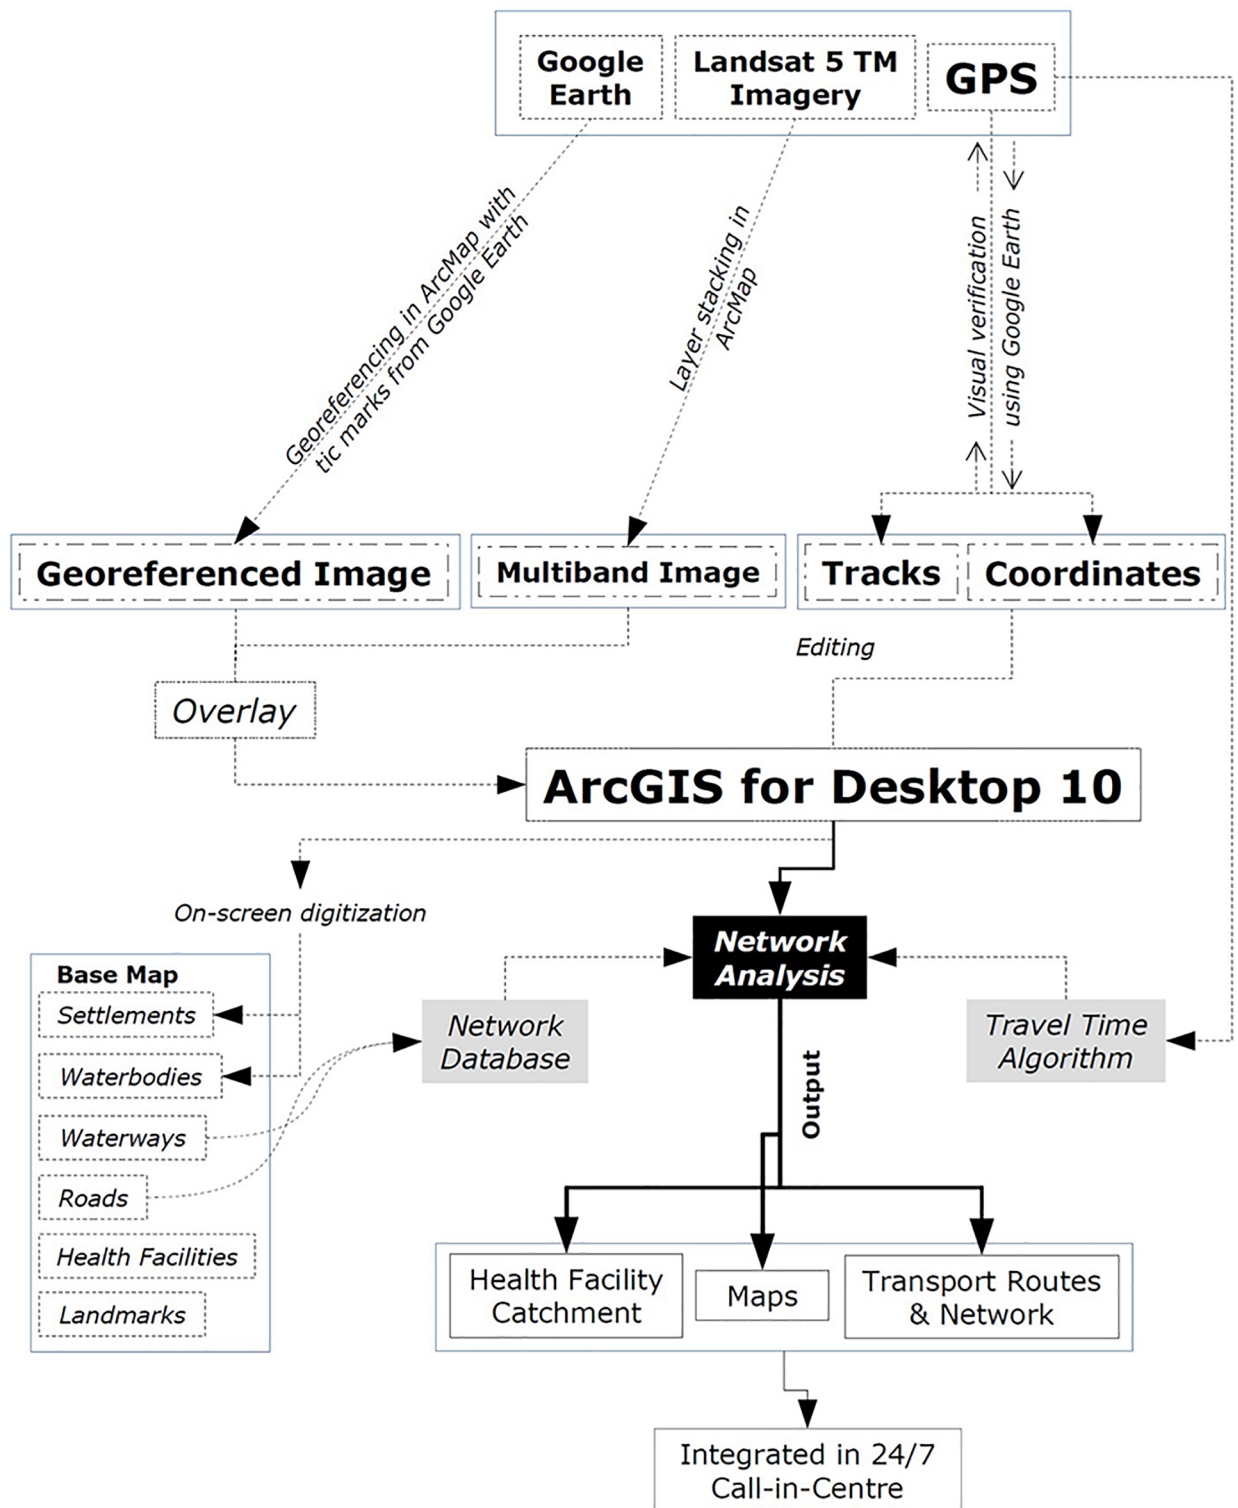 Google
Earth
Landsat 5 TM
Imagery
GPS
Georeferencing in ArcMap with
tic marks from Google Earth
Layer stacking in
ArcMap
Visual verification
using Google Earth
Georeferenced Image
Multiband Image
Tracks
Coordinates
Editing
Overlay
ArcGIS for Desktop 10
On-screen digitization
Network
Analysis
Base Map
Settlements
Waterbodies
Waterways
Roads
Health Facilities
Landmarks
Network
Database
Travel Time
Algorithm
Output
Health Facility
Catchment
Maps
Transport Routes
& Network
Integrated in 24/7
Call-in-Centre